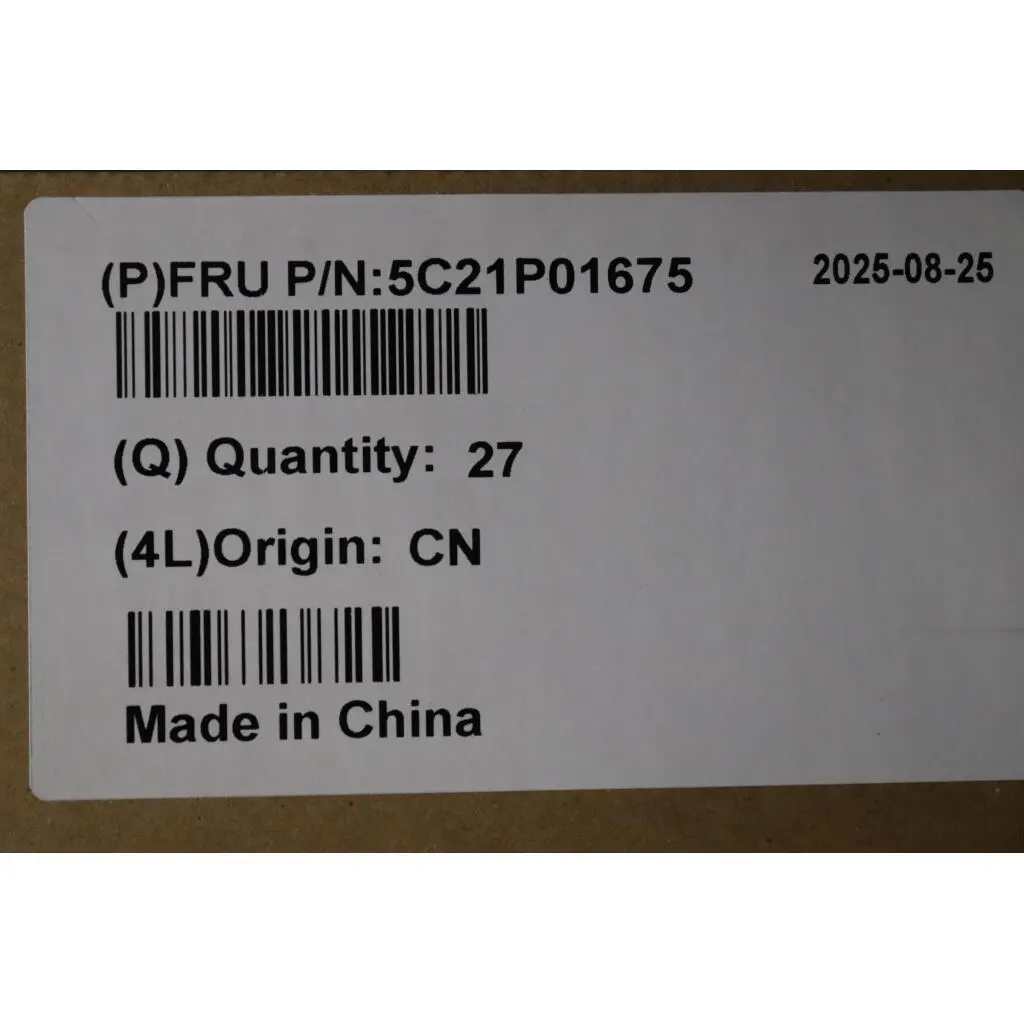 (P)FRU P/N:5C21P01675 2025-08-25
(Q) Quantity: 27
(4L)Origin: CN
Made in China